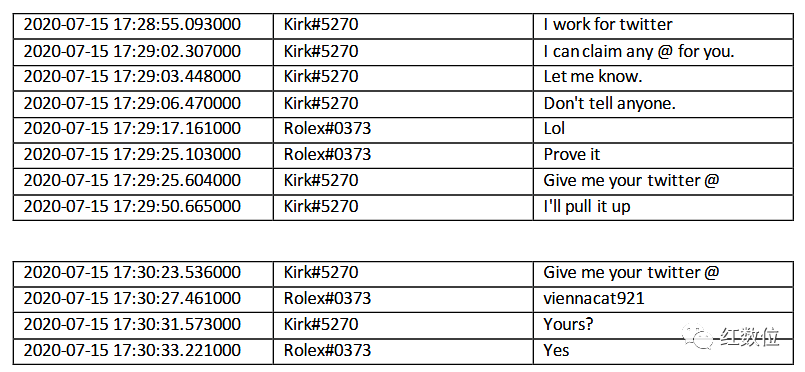 2020-07-15 17:28:55.093000 Kirk#5270 I work for twitter
2020-07-15 17:29:02.307000 Kirk#5270 I can claim any @ for you.
2020-07-15 17:29:03.448000 Kirk#5270 Let me know.
2020-07-15 17:29:06.470000 Kirk#5270 Don't tell anyone.
2020-07-15 17:29:17.161000 Rolex#0373 Lol
2020-07-15 17:29:25.103000 Rolex#0373 Prove it
2020-07-15 17:29:25.604000 Kirk#5270 Give me your twitter @
2020-07-15 17:29:50.665000 Kirk#5270 I'll pull it up
2020-07-15 17:30:23.536000 Kirk#5270 Give me your twitter @
2020-07-15 17:30:27.461000 Rolex#0373 viennacat921
2020-07-15 17:30:31.573000 Kirk#5270 Yours?
2020-07-15 17:30:33.221000 Rolex#0373 Yes
红数位